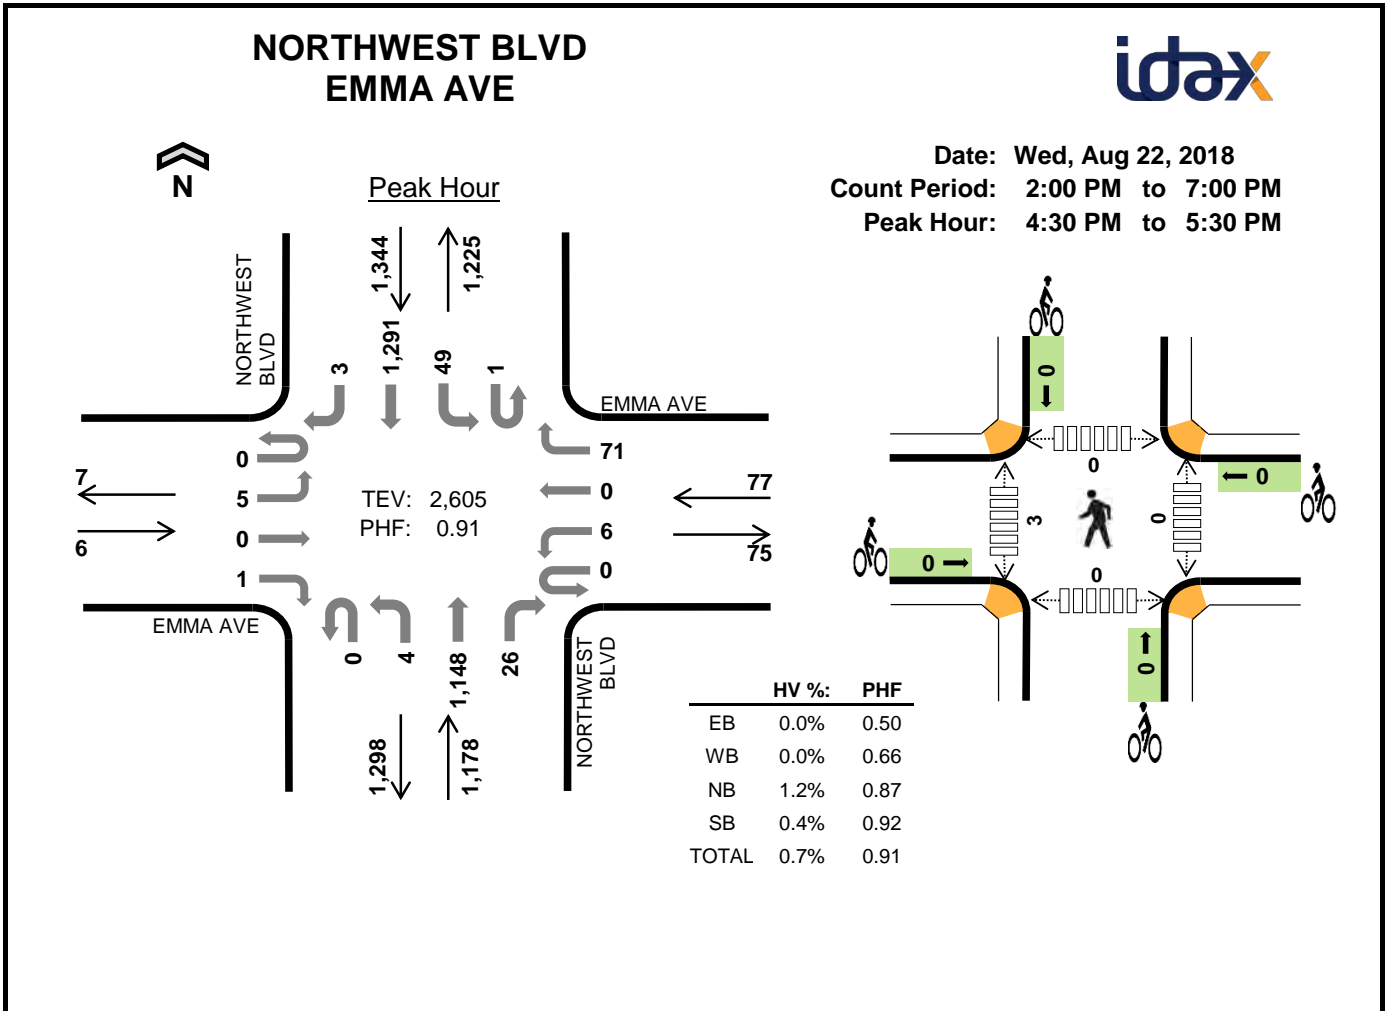 NORTHWEST BLVD
EMMA AVE
idax
N
Peak Hour
Date: Wed, Aug 22, 2018
Count Period: 2:00 PM to 7:00 PM
Peak Hour: 4:30 PM to 5:30 PM
NORTHWEST
BLVD
1,344
1,225
3
1,291
49
1
EMMA AVE
0
5
0
1
7
6
TEV: 2,605
PHF: 0.91
71
0
6
0
77
75
EMMA AVE
0
4
1,148
26
NORTHWEST
BLVD
1,298
1,178
0
0
0
3
0
0
0
0
HV %: PHF
EB 0.0% 0.50
WB 0.0% 0.66
NB 1.2% 0.87
SB 0.4% 0.92
TOTAL 0.7% 0.91